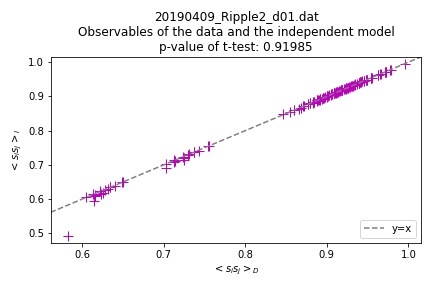 20190409_Ripple2_d01.dat
Observables of the data and the independent model
p-value of t-test: 0.91985
1.0
0.9
0.8
0.7
0.6
0.5
< s_i s_j >_I
y=x
0.6 0.7 0.8 0.9 1.0
< s_i s_j >_D